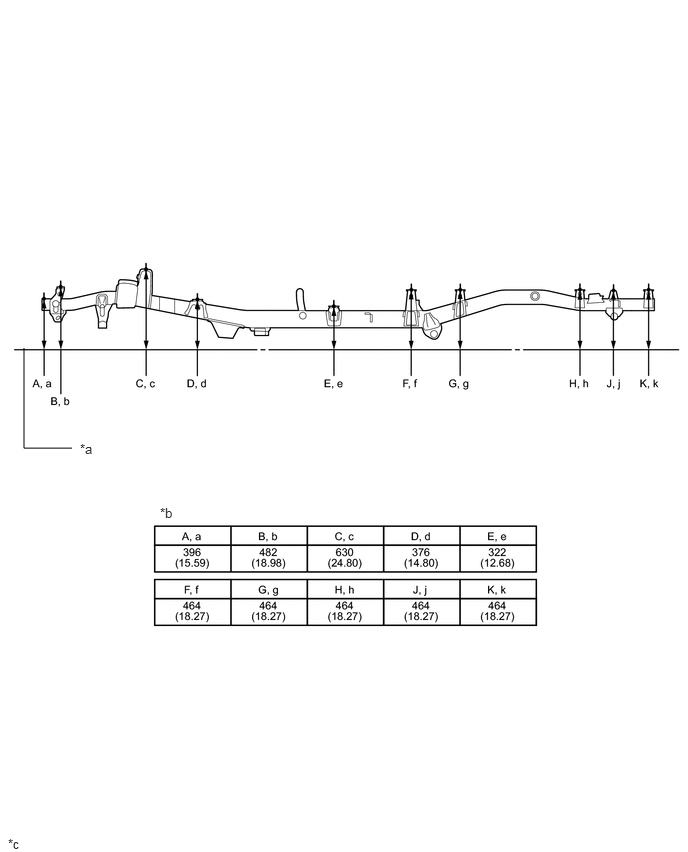 A, a
B, b
C, c
D, d
E, e
F, f
G, g
H, h
J, j
K, k
*a
*b
A, a B, b C, c D, d E, e
396 482 630 376 322
(15.59) (18.98) (24.80) (14.80) (12.68)
F, f G, g H, h J, j K, k
464 464 464 464 464
(18.27) (18.27) (18.27) (18.27) (18.27)
*c